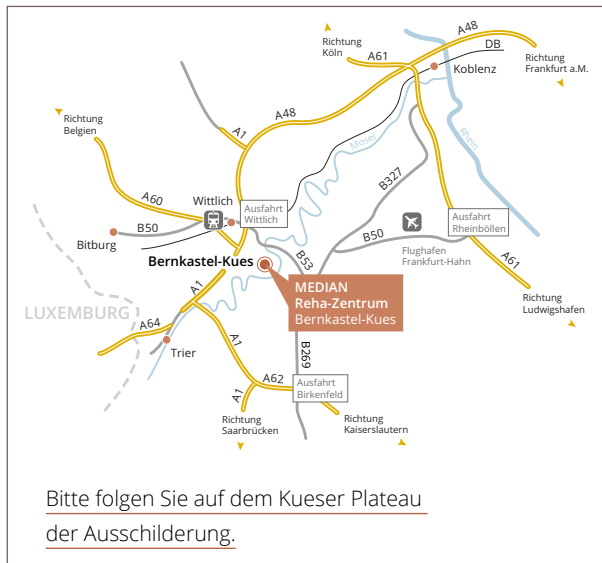 A48
DB
Richtung
Köln
A61
Koblenz
Richtung
Frankfurt a.M.
Richtung
Belgien
A1
A48
Mosel
Rhein
B327
A60
Wittlich
Ausfahrt
Wittlich
B50
Bitburg
B53
B50
Ausfahrt
Rheinböllen
Flughafen
Frankfurt-Hahn
A61
Bernkastel-Kues
MEDIAN
Reha-Zentrum
Bernkastel-Kues
Richtung
Ludwigshafen
LUXEMBURG
A1
A64
Trier
A1
B269
A62
Ausfahrt
Birkenfeld
A1
Richtung
Saarbrücken
Richtung
Kaiserslautern
Bitte folgen Sie auf dem Kueser Plateau
der Ausschilderung.